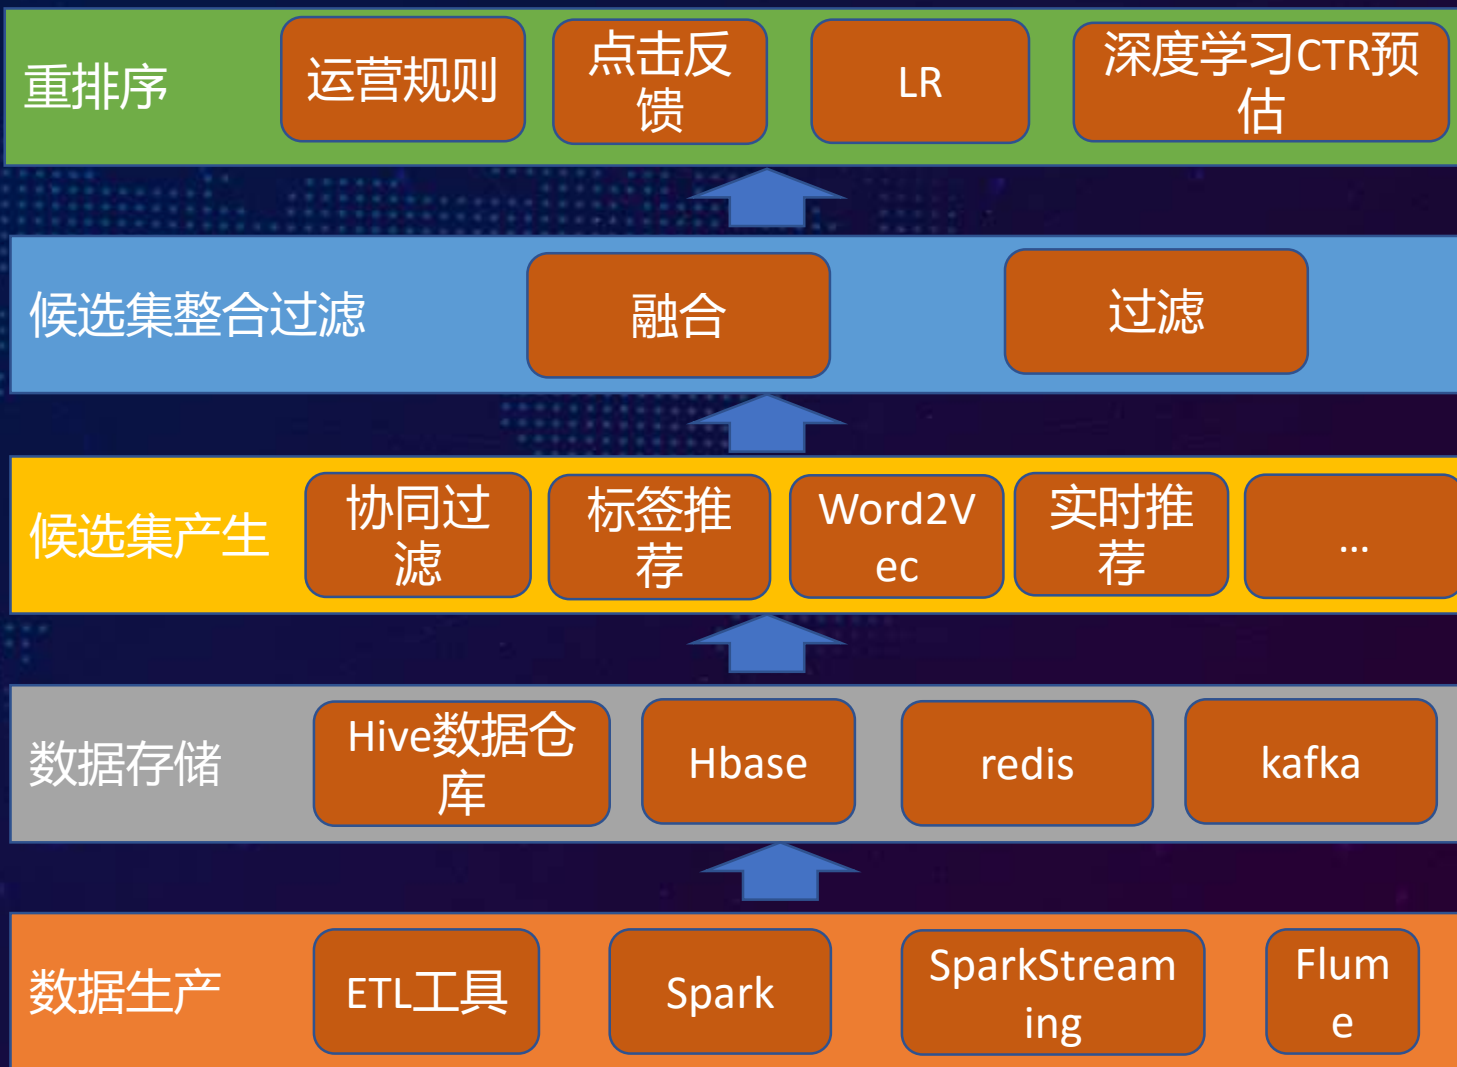 重排序
运营规则
点击反
馈
LR
深度学习CTR预
估
候选集整合过滤
融合
过滤
候选集产生
协同过
滤
标签推
荐
Word2V
ec
实时推
荐
...
数据存储
Hive数据仓
库
Hbase
redis
kafka
数据生产
ETL工具
Spark
SparkStream
ing
Flum
e